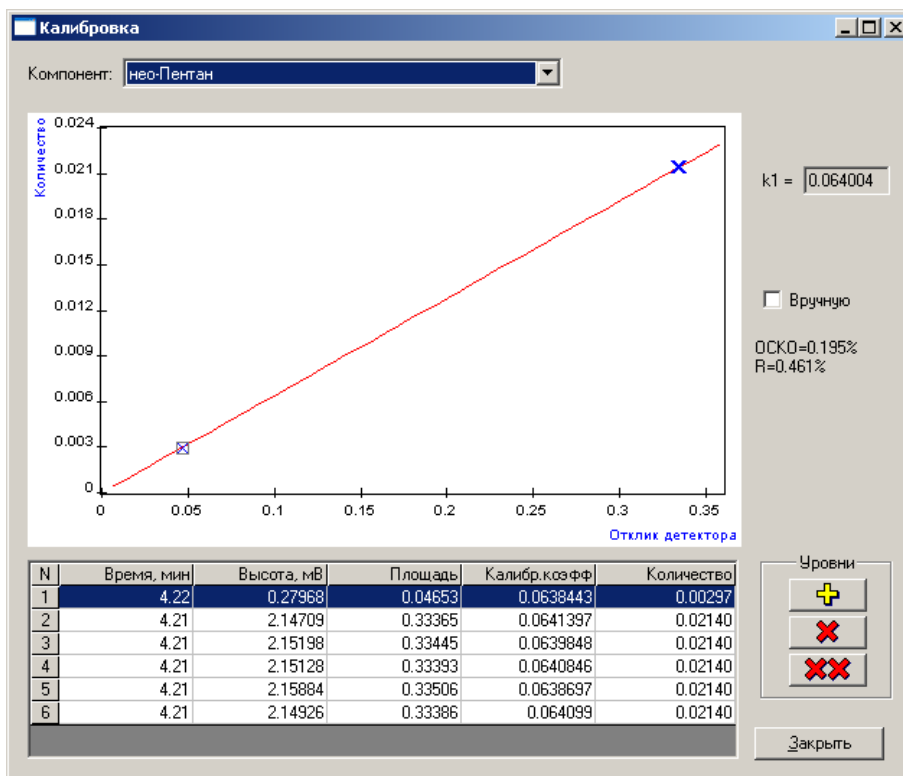 Калибровка
Компонент: нео-Пентан
Количество
0.024
0.021
0.018
0.015
0.012
0.009
0.006
0.003
0
0 0.05 0.1 0.15 0.2 0.25 0.3 0.35
Отклик детектора
k1 = 0.064004
Вручную
ОСКО=0.195%
R=0.461%
N Время, мин Высота, мВ Площадь Калибр.коэфф Количество
1 4.22 0.27968 0.04653 0.0638443 0.00297
2 4.21 2.14709 0.33365 0.0641397 0.02140
3 4.21 2.15198 0.33445 0.0639848 0.02140
4 4.21 2.15128 0.33393 0.0640846 0.02140
5 4.21 2.15884 0.33506 0.0638697 0.02140
6 4.21 2.14926 0.33386 0.064099 0.02140
Уровни
Закрыть